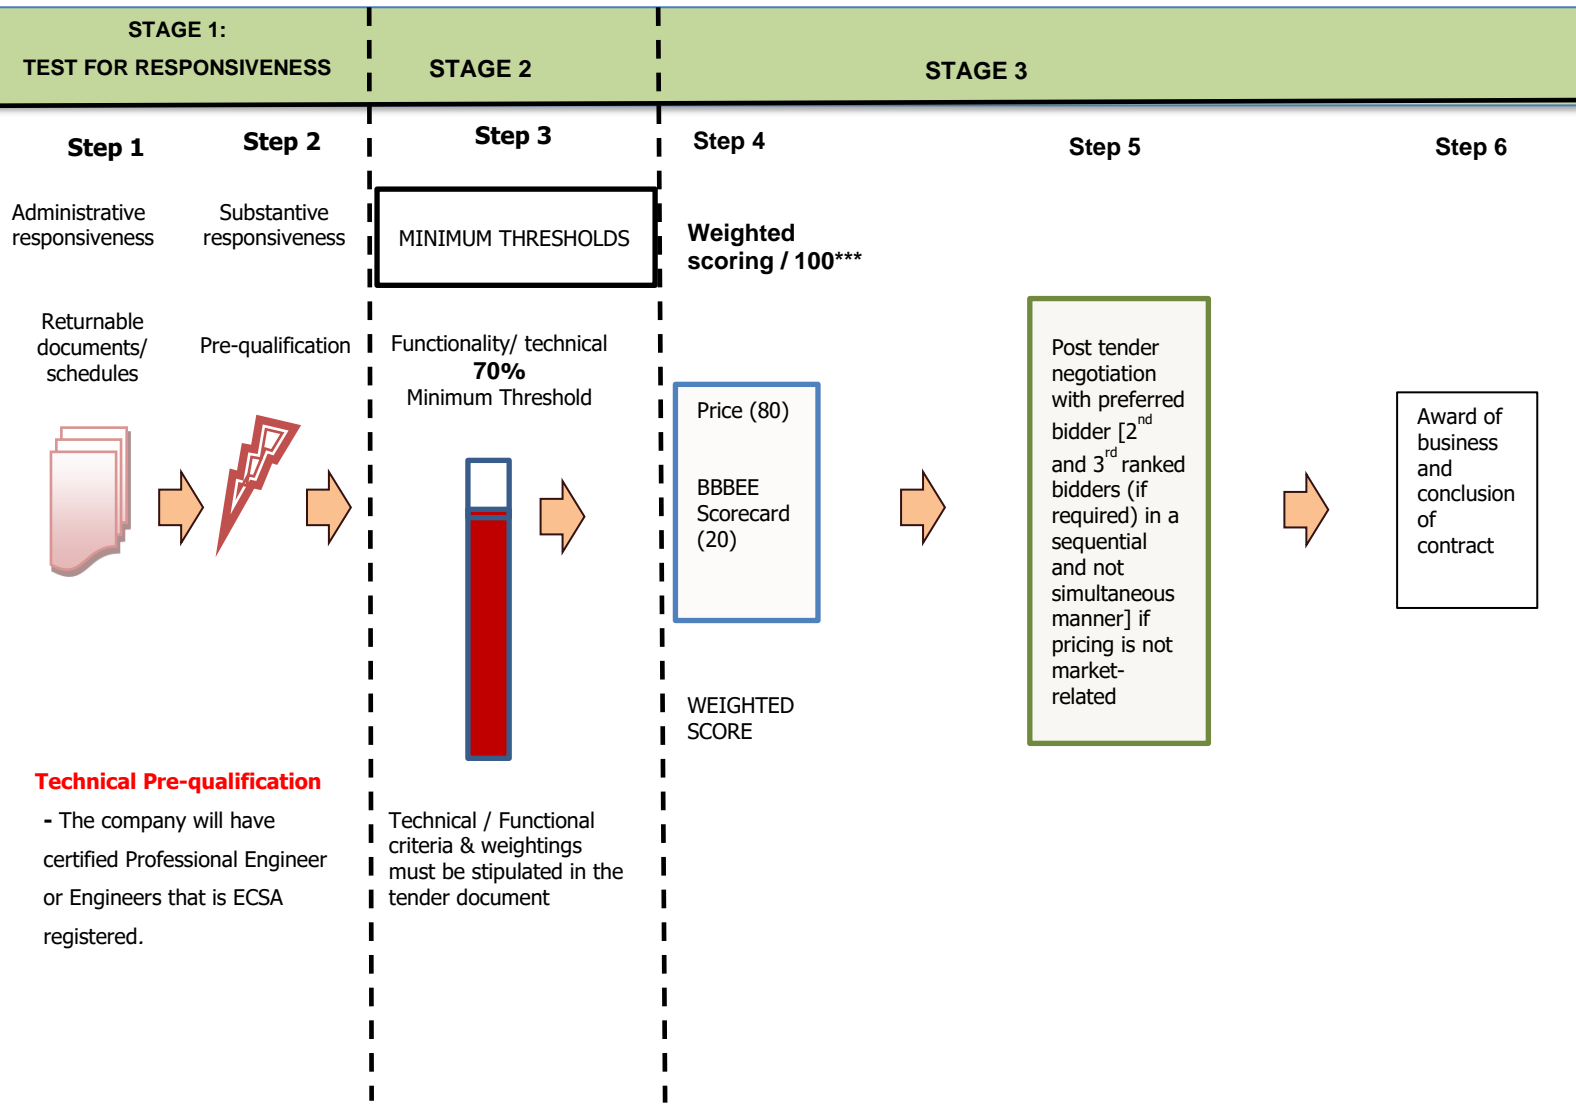 STAGE 1:
TEST FOR RESPONSIVENESS
STAGE 2
STAGE 3
Step 1
Step 2
Step 3
Step 4
Step 5
Step 6
Administrative
responsiveness
Substantive
responsiveness
MINIMUM THRESHOLDS
Weighted
scoring / 100***
Returnable
documents/
schedules
Pre-qualification
Functionality/ technical
70%
Minimum Threshold
Price (80)
BBBEE
Scorecard
(20)
WEIGHTED
SCORE
Post tender
negotiation
with preferred
bidder [2nd
and 3rd ranked
bidders (if
required) in a
sequential
and not
simultaneous
manner] if
pricing is not
market-
related
Award of
business
and
conclusion
of
contract
Technical Pre-qualification
- The company will have
certified Professional Engineer
or Engineers that is ECSA
registered.
Technical / Functional
criteria & weightings
must be stipulated in the
tender document